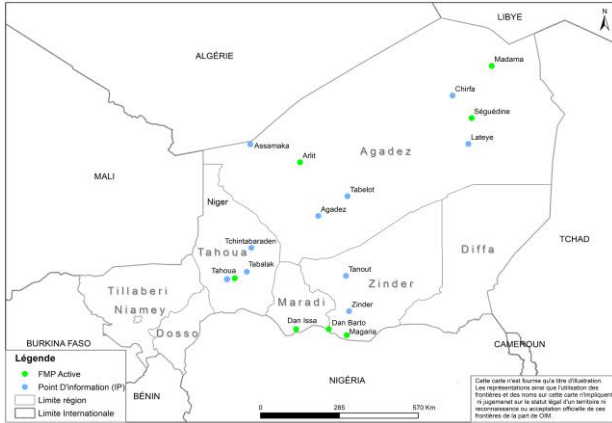 LIBYE
N
ALGÉRIE
Madama
Chirfa
Séguédine
Assamaka
Lateye
Arlit
Agadez
MALI
Niger
Tabelot
Agadez
TCHAD
Tchintabaraden
Tahoua
Diffa
Tahoua
Tabalak
Tanout
Zinder
Tillaberi
Maradi
Niamey
Zinder
Dosso
Dan Issa
Dan Barto
Magaria
BURKINA FASO
CAMEROUN
Légende
FMP Active
Point D'information (IP)
Limite région
Limite Internationale
BÉNIN
NIGÉRIA
0 285 570 Km
Cette carte n'est fournie qu'a titre d'illustration.
Les représentations ainsi que l'utilisation des
frontières et des noms sur cette carte n'impliquent
ni jugemenet sur le statut légal d'un territoire ni
reconnaissance ou acceptation officielle de ces
frontières de la part de OIM.